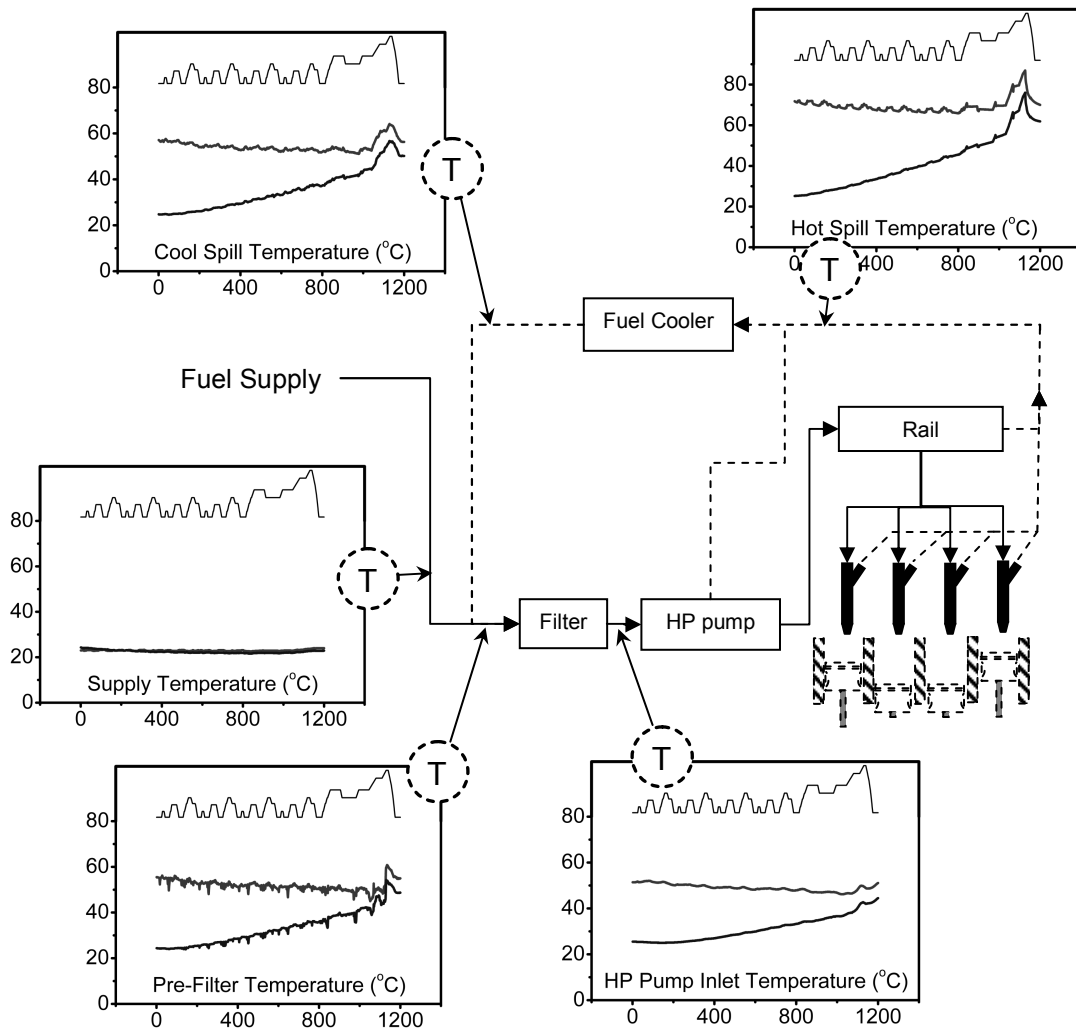 80
60
40
20
0
Cool Spill Temperature (°C)
0 400 800 1200
T
80
60
40
20
0
Hot Spill Temperature (°C)
0 400 800 1200
T
Fuel Cooler
Fuel Supply
Rail
80
60
40
20
0
Supply Temperature (°C)
0 400 800 1200
T
Filter
HP pump
80
60
40
20
0
Pre-Filter Temperature (°C)
0 400 800 1200
T
80
60
40
20
0
HP Pump Inlet Temperature (°C)
0 400 800 1200
T